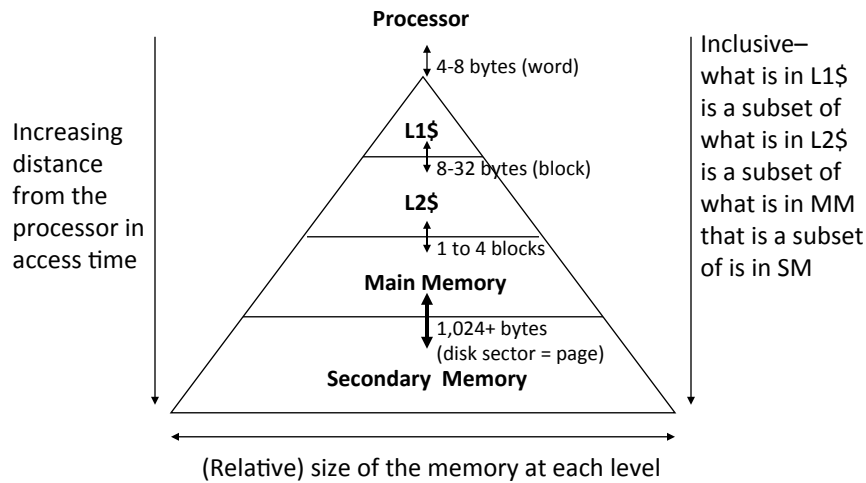 Processor
4-8 bytes (word)
Increasing
distance
from the
processor in
access time
L1$
8-32 bytes (block)
L2$
1 to 4 blocks
Main Memory
1,024+ bytes
(disk sector = page)
Secondary Memory
Inclusive–
what is in L1$
is a subset of
what is in L2$
is a subset of
what is in MM
that is a subset
of is in SM
(Relative) size of the memory at each level